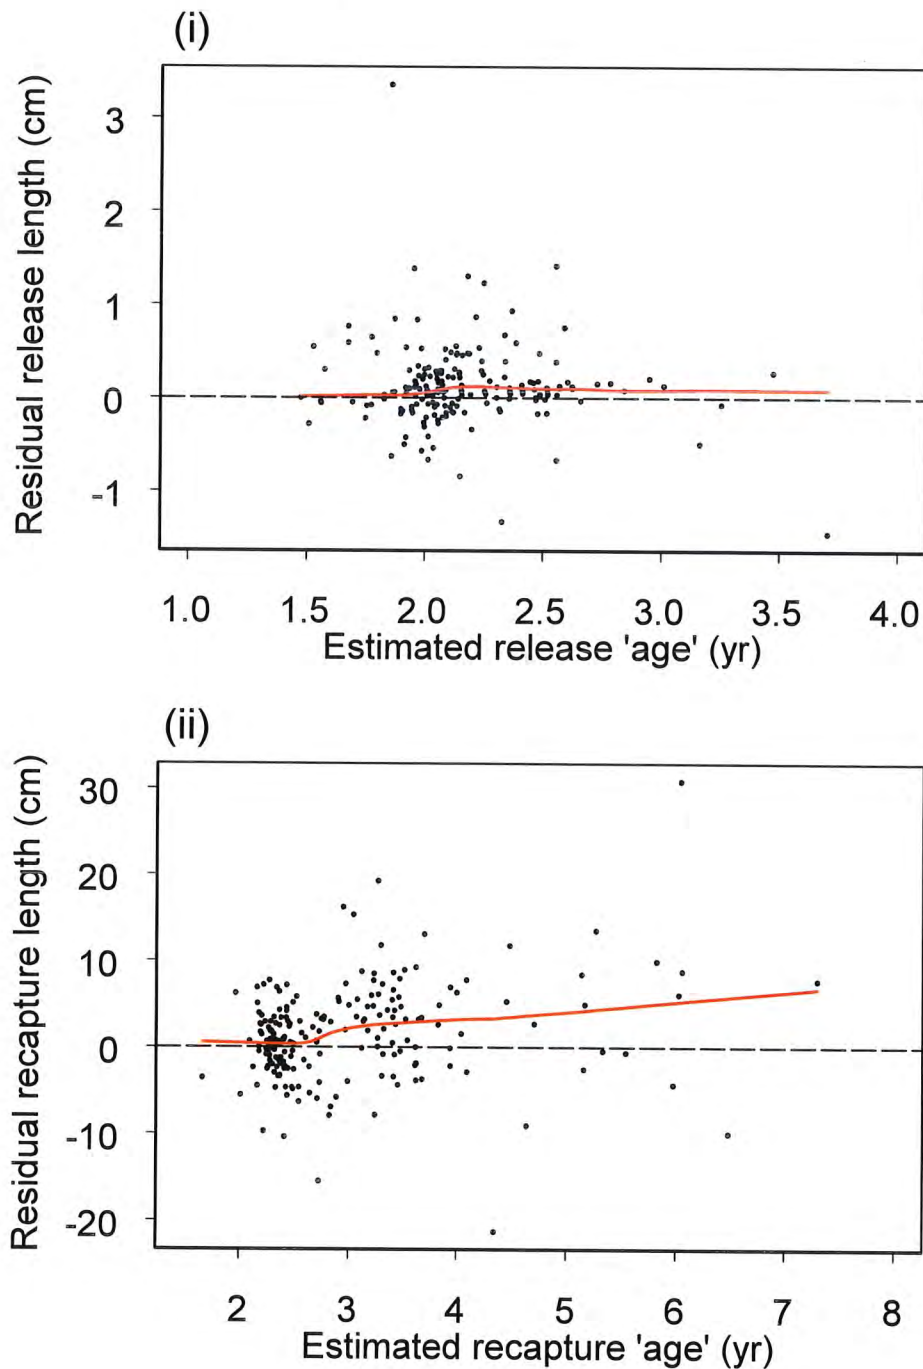 (i)
Residual release length (cm)
3
2
1
0
-1
1.0 1.5 2.0 2.5 3.0 3.5 4.0
Estimated release 'age' (yr)
(ii)
Residual recapture length (cm)
30
20
10
0
-10
-20
2 3 4 5 6 7 8
Estimated recapture 'age' (yr)